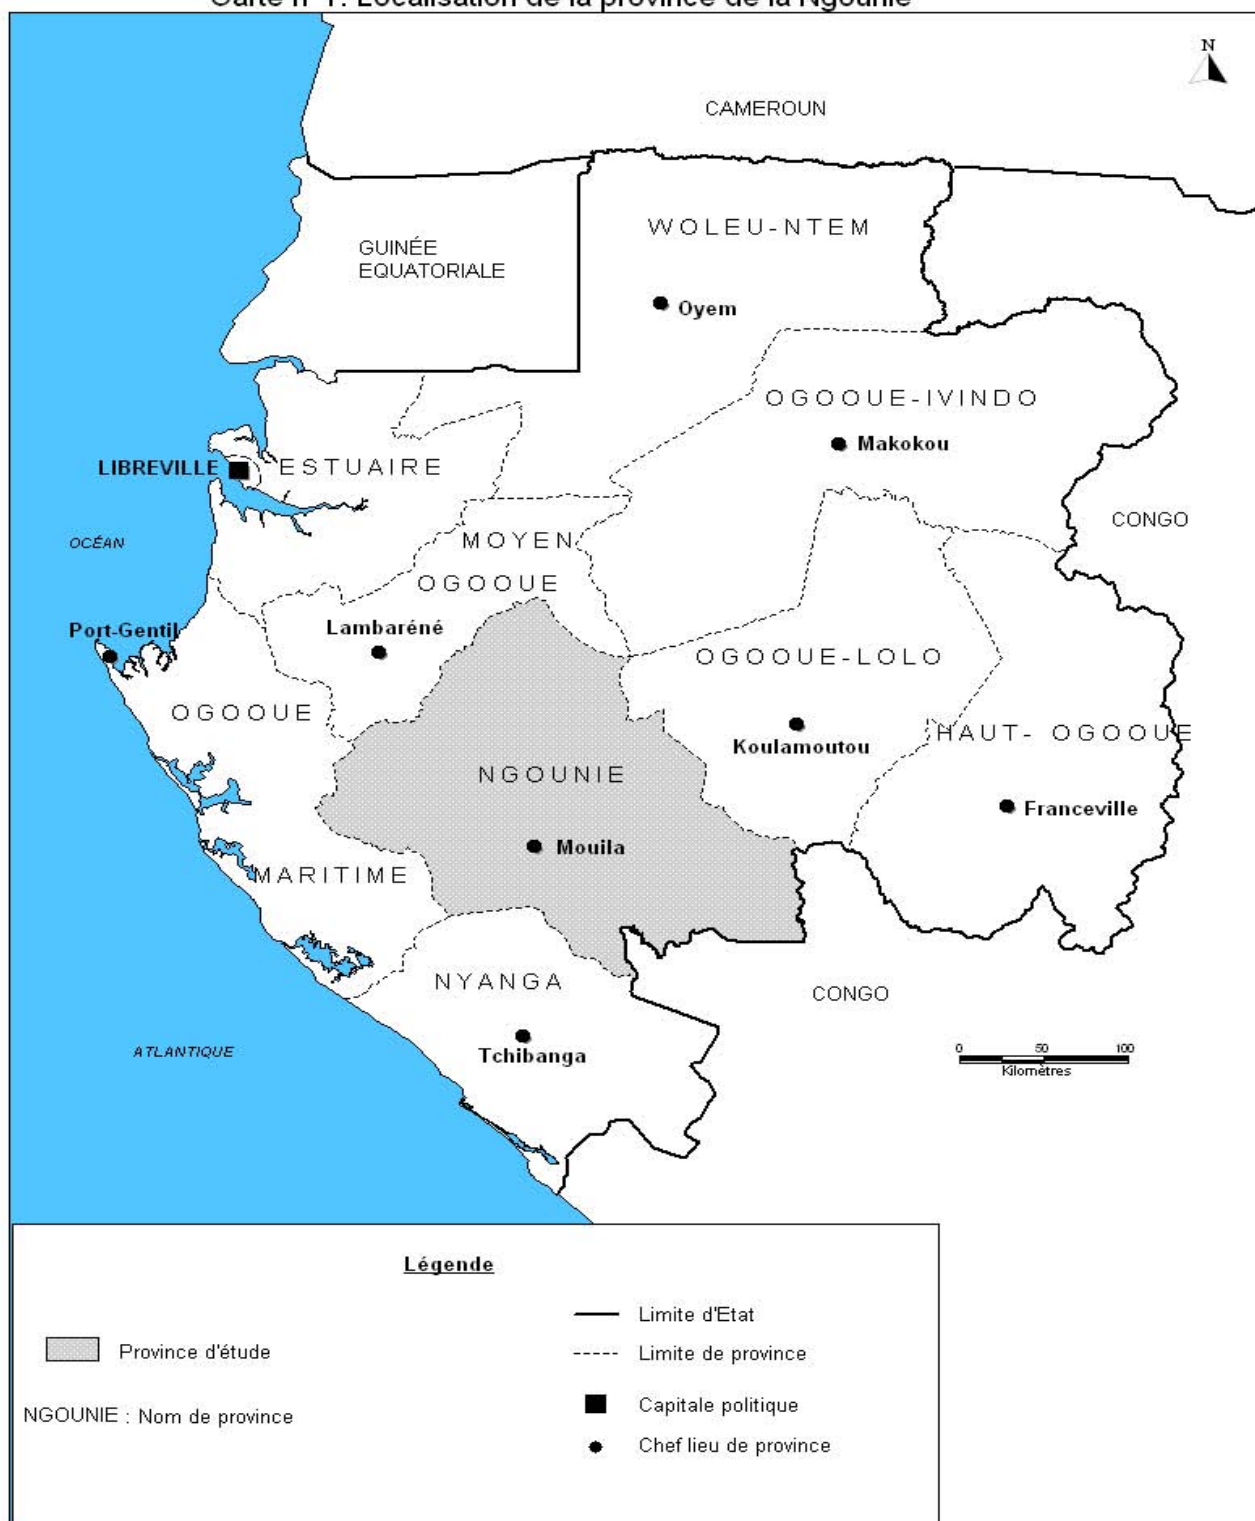 Carte n°1: Localisation de la province de la Ngounié
N
CAMEROUN
WOLEU-NTEM
GUINÉE
EQUATORIALE
Oyem
OGOOUE-IVINDO
Makokou
LIBREVILLE
ESTUAIRE
CONGO
OCÉAN
MOYEN
OGOOUE
Port-Gentil
Lambaréné
OGOOUE-LOLO
OGOOUE
HAUT- OGOOUE
Koulamoutou
NGOUNIE
Franceville
Mouila
MARITIME
NYANGA
CONGO
ATLANTIQUE
Tchibanga
0 50 100
Kilomètres
Légende
Limite d'Etat
Province d'étude
Limite de province
Capitale politique
NGOUNIE : Nom de province
Chef lieu de province